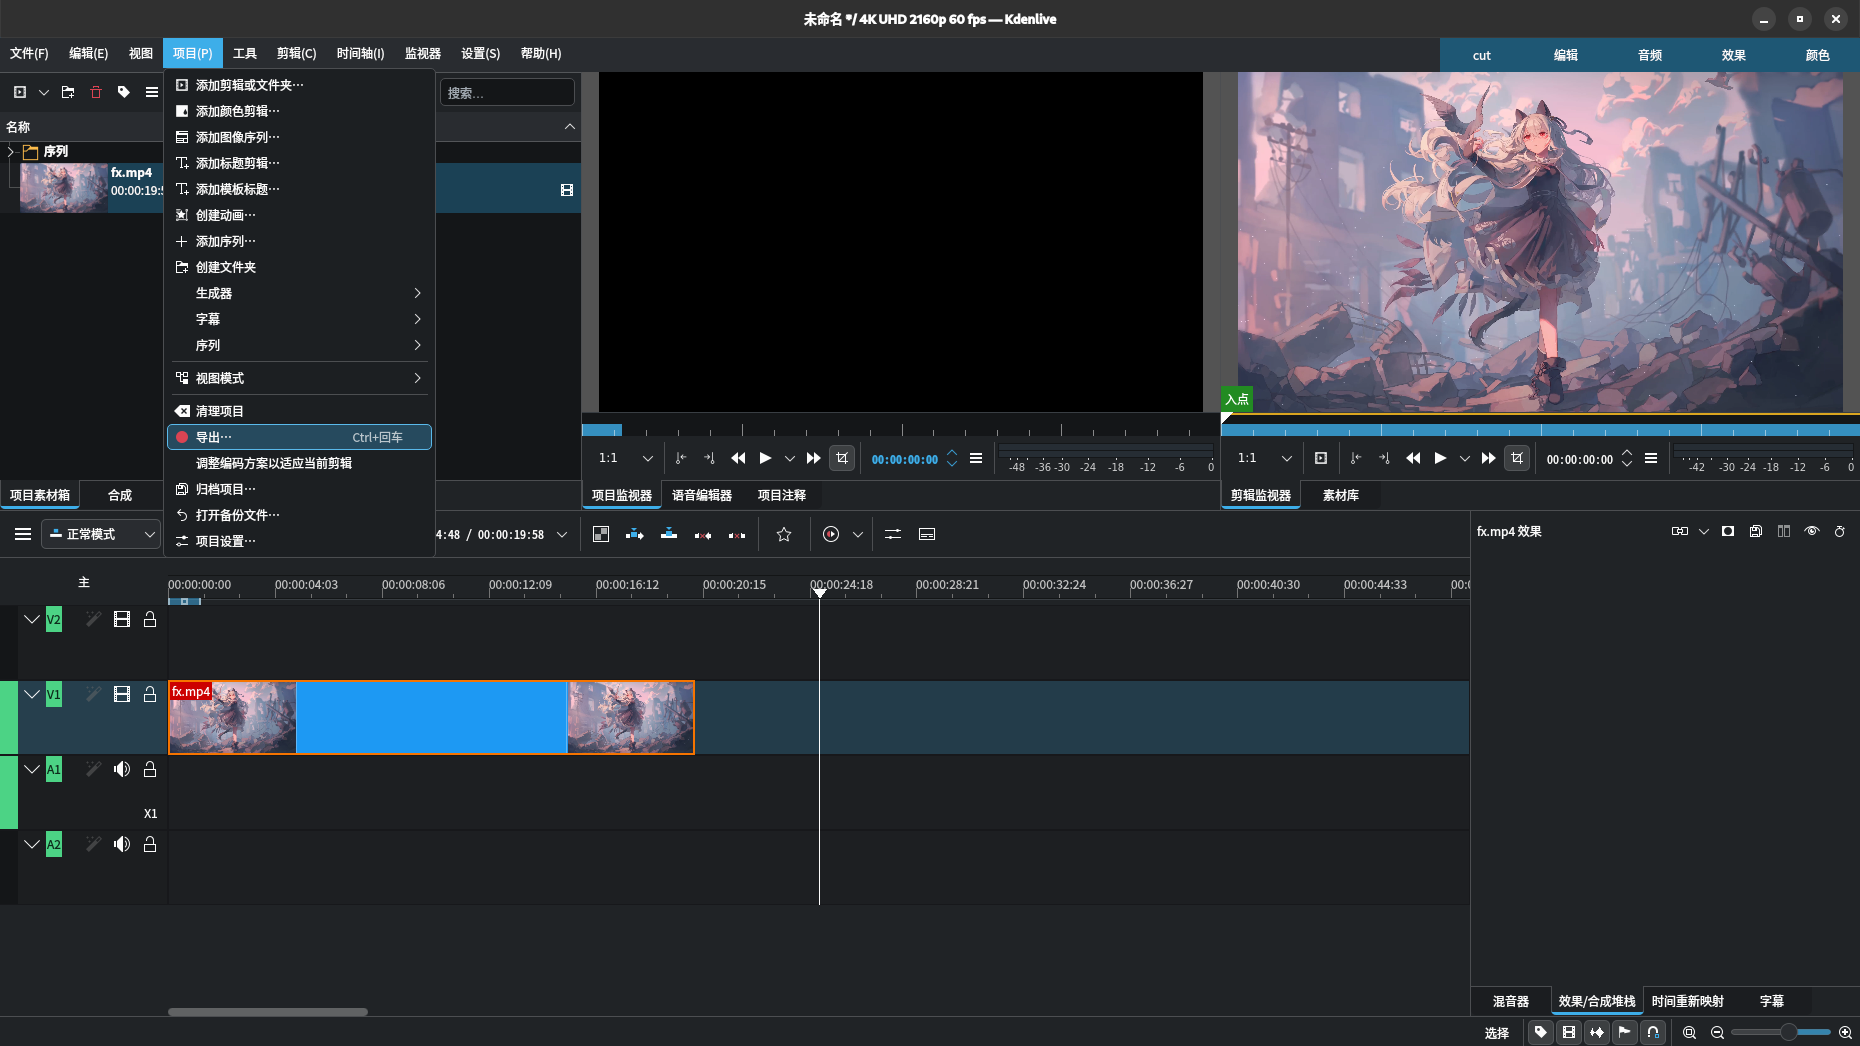 未命名 */ 4K UHD 2160p 60 fps — Kdenlive
文件(F) 编辑(E) 视图 项目(P) 工具 剪辑(C) 时间轴(I) 监视器 设置(S) 帮助(H)
cut 编辑 音频 效果 颜色
搜索...
名称
序列
fx.mp4
00:00:19:5
添加剪辑或文件夹…
添加颜色剪辑…
添加图像序列…
添加标题剪辑…
添加模板标题…
创建动画…
添加序列…
创建文件夹
生成器
字幕
序列
视图模式
清理项目
导出… Ctrl+回车
调整编码方案以适应当前剪辑
归档项目…
打开备份文件…
项目设置…
项目素材箱 合成
1:1 00:00:00:00 -48 -36 -30 -24 -18 -12 -6 0
项目监视器 语音编辑器 项目注释
入点
1:1 00:00:00:00 -42 -30 -24 -18 -12 -6 0
剪辑监视器 素材库
正常模式 4:48 / 00:00:19:58
fx.mp4 效果
主 00:00:00:00 00:00:04:03 00:00:08:06 00:00:12:09 00:00:16:12 00:00:20:15 00:00:24:18 00:00:28:21 00:00:32:24 00:00:36:27 00:00:40:30 00:00:44:33 00:0
V2
V1
fx.mp4
A1
X1
A2
混音器 效果/合成堆栈 时间重新映射 字幕
选择